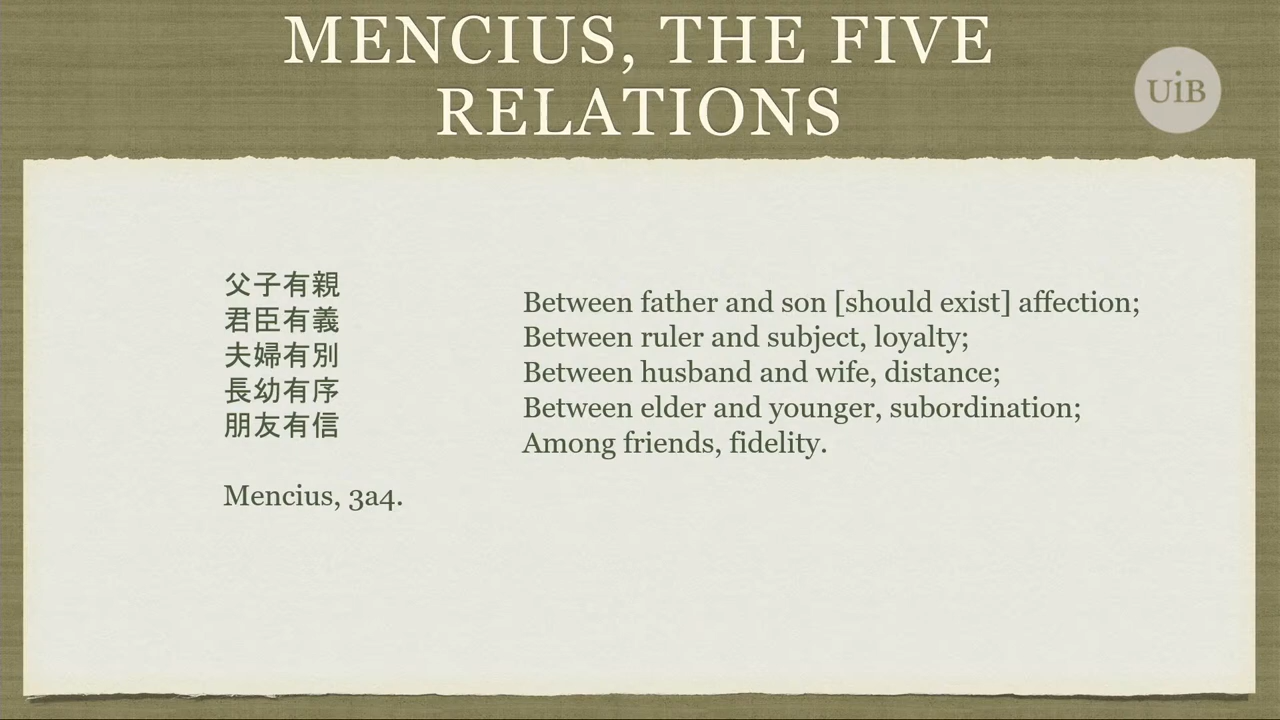 MENCIUS, THE FIVE
RELATIONS
UiB
父子有親
君臣有義
夫婦有別
長幼有序
朋友有信
Mencius, 3a4.
Between father and son [should exist] affection;
Between ruler and subject, loyalty;
Between husband and wife, distance;
Between elder and younger, subordination;
Among friends, fidelity.